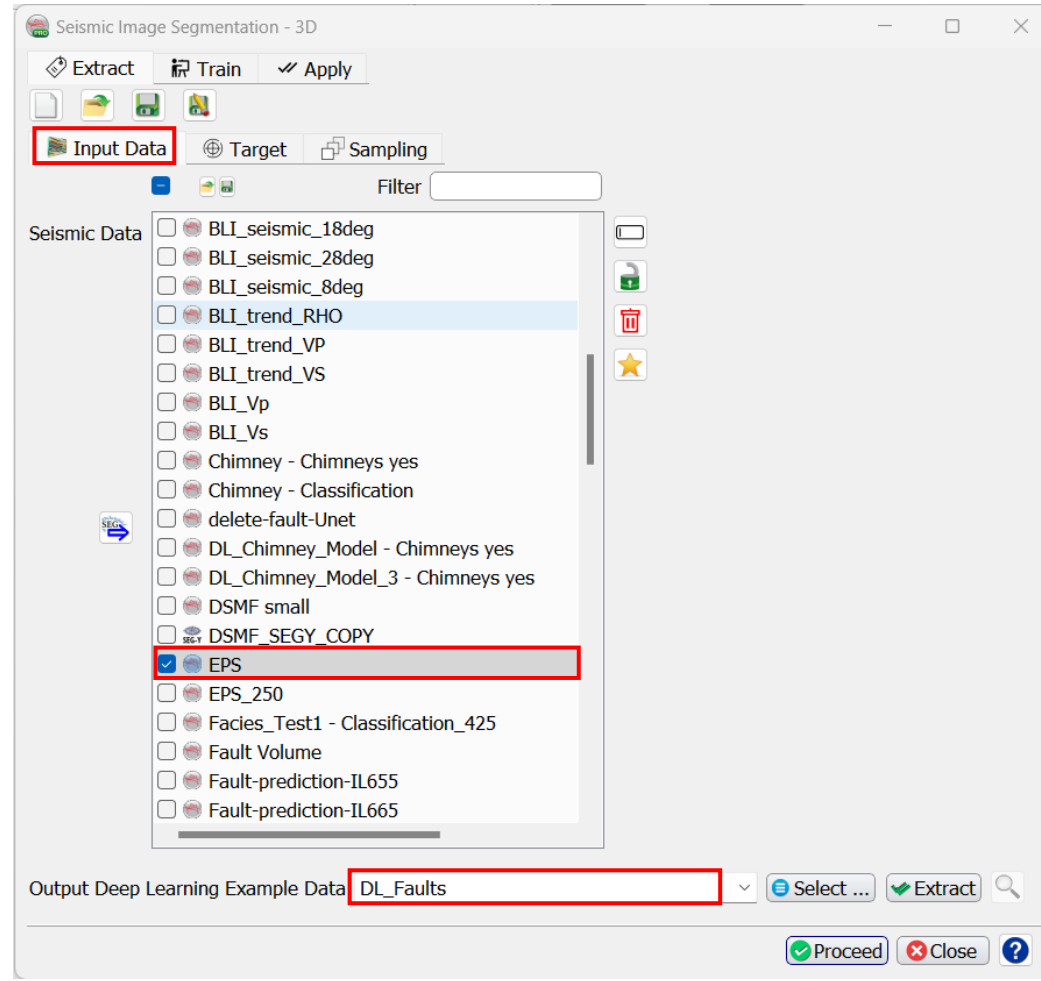 Seismic Image Segmentation - 3D
Extract Train Apply
Input Data Target Sampling
Filter
Seismic Data
BLI_seismic_18deg
BLI_seismic_28deg
BLI_seismic_8deg
BLI_trend_RHO
BLI_trend_VP
BLI_trend_VS
BLI_Vp
BLI_Vs
Chimney - Chimneys yes
Chimney - Classification
SEGY delete-fault-Unet
DL_Chimney_Model - Chimneys yes
DL_Chimney_Model_3 - Chimneys yes
DSMF small
SEG-Y DSMF_SEGY_COPY
EPS
EPS_250
Facies_Test1 - Classification_425
Fault Volume
Fault-prediction-IL655
Fault-prediction-IL665
Output Deep Learning Example Data DL_Faults Select ... Extract
Proceed Close ?